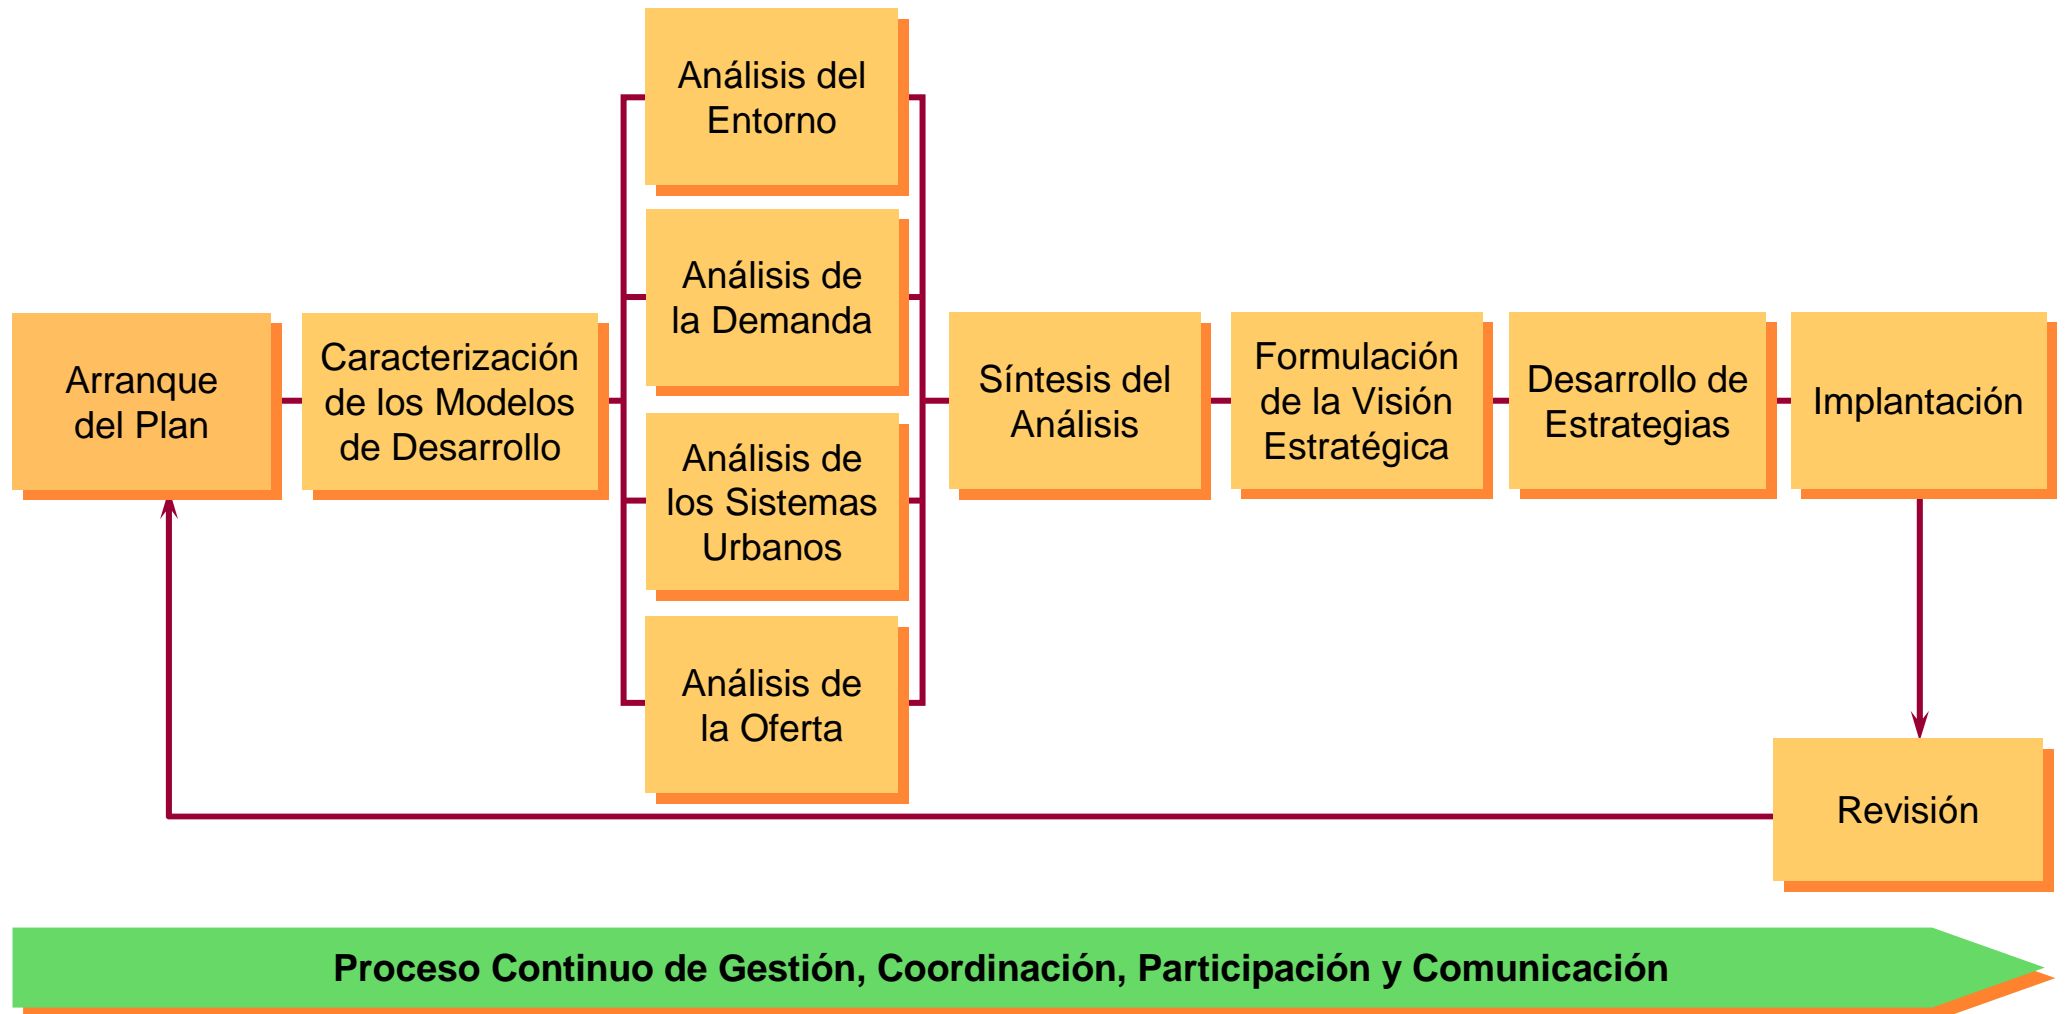 Arranque
del Plan
Caracterización
de los Modelos
de Desarrollo
Análisis del
Entorno
Análisis de
la Demanda
Análisis de
los Sistemas
Urbanos
Análisis de
la Oferta
Síntesis del
Análisis
Formulación
de la Visión
Estratégica
Desarrollo de
Estrategias
Implantación
Revisión
Proceso Continuo de Gestión, Coordinación, Participación y Comunicación